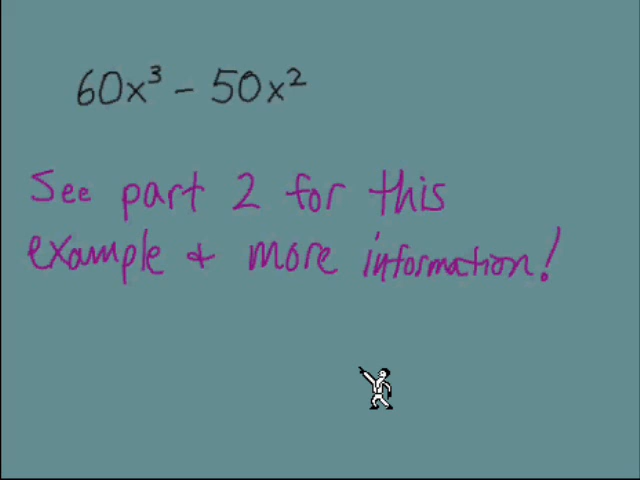 60x³ - 50x²
See part 2 for this
example & more information!